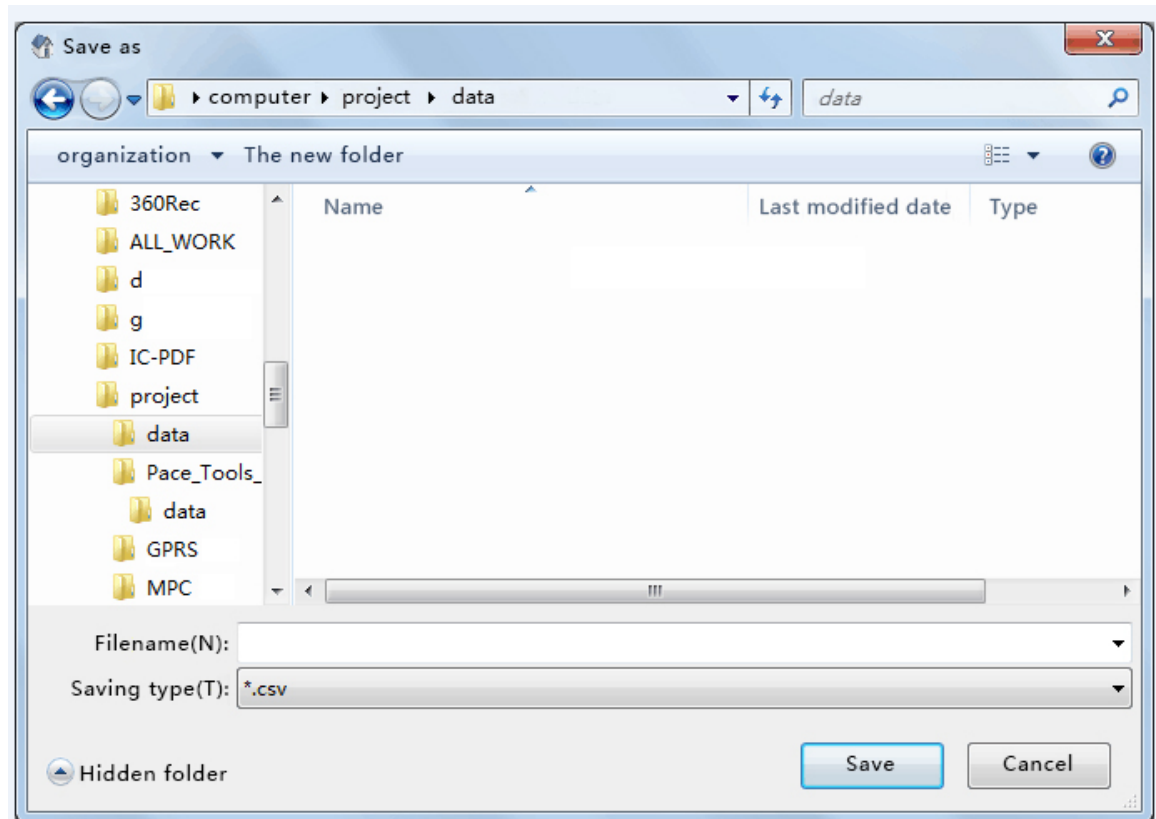 Save as
computer project data
data
organization The new folder
360Rec
ALL_WORK
d
g
IC-PDF
project
data
Pace_Tools_
data
GPRS
MPC
Name Last modified date Type
Filename(N):
Saving type(T): *.csv
Hidden folder
Save Cancel